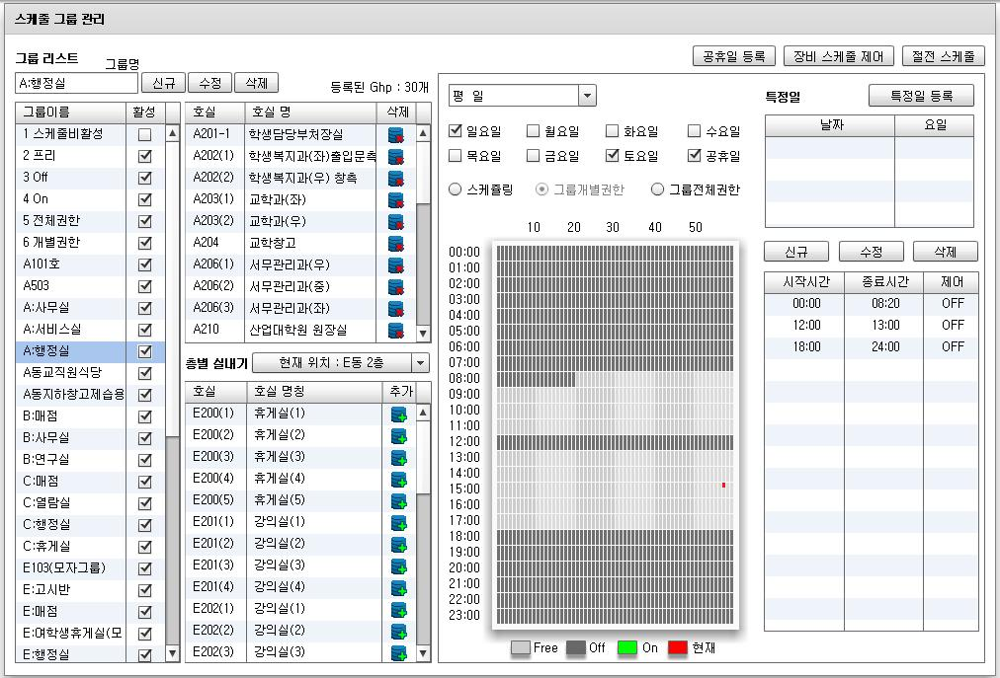 스케줄 그룹 관리
그룹 리스트
그룹명
A:행정실 신규 수정 삭제
그룹이름 활성
1 스케줄비활성
2 프리
3 Off
4 On
5 전체권한
6 개별권한
A101호
A503
A:사무실
A:서비스실
A:행정실
A동교직원식당
A동지하창고제습용
B:매점
B:사무실
B:연구실
C:매점
C:열람실
C:행정실
C:휴게실
E103(모자그룹)
E:고시반
E:매점
E:여학생휴게실(모
E:행정실
등록된 Ghp : 30개
호실 호실 명 삭제
A201-1 학생담당부처장실
A202(1) 학생복지과(좌)출입문측
A202(2) 학생복지과(우) 창측
A203(1) 교학과(좌)
A203(2) 교학과(우)
A204 교학창고
A206(1) 서무관리과(우)
A206(2) 서무관리과(중)
A206(3) 서무관리과(좌)
A210 산업대학원 원장실
층별 실내기 현재 위치 : E동 2층
호실 호실 명칭 추가
E200(1) 휴게실(1)
E200(2) 휴게실(2)
E200(3) 휴게실(3)
E200(4) 휴게실(4)
E200(5) 휴게실(5)
E201(1) 강의실(1)
E201(2) 강의실(2)
E201(3) 강의실(3)
E201(4) 강의실(4)
E202(1) 강의실(1)
E202(2) 강의실(2)
E202(3) 강의실(3)
공휴일 등록 장비 스케줄 제어 절전 스케줄
평 일
일요일 월요일 화요일 수요일
목요일 금요일 토요일 공휴일
스케쥴링 그룹개별권한 그룹전체권한
10 20 30 40 50
00:00
01:00
02:00
03:00
04:00
05:00
06:00
07:00
08:00
09:00
10:00
11:00
12:00
13:00
14:00
15:00
16:00
17:00
18:00
19:00
20:00
21:00
22:00
23:00
Free Off On 현재
특정일 특정일 등록
날짜 요일
신규 수정 삭제
시작시간 종료시간 제어
00:00 08:20 OFF
12:00 13:00 OFF
18:00 24:00 OFF